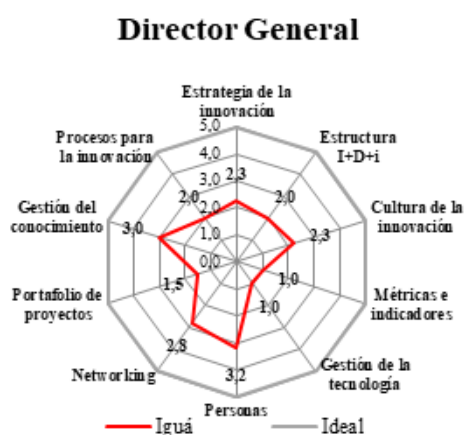 Director General
Estrategia de la
innovación
Estructura
I+D+i
Cultura de la
innovación
Métricas e
indicadores
Gestión de la
tecnología
Personas
Networking
Portafolio de
proyectos
Gestión del
conocimiento
Procesos para
la innovación
5,0
4,0
3,0
2,0
1,0
0,0
2,3
2,0
2,3
1,0
1,0
3,2
2,8
1,5
3,0
2,0
Iguá
Ideal